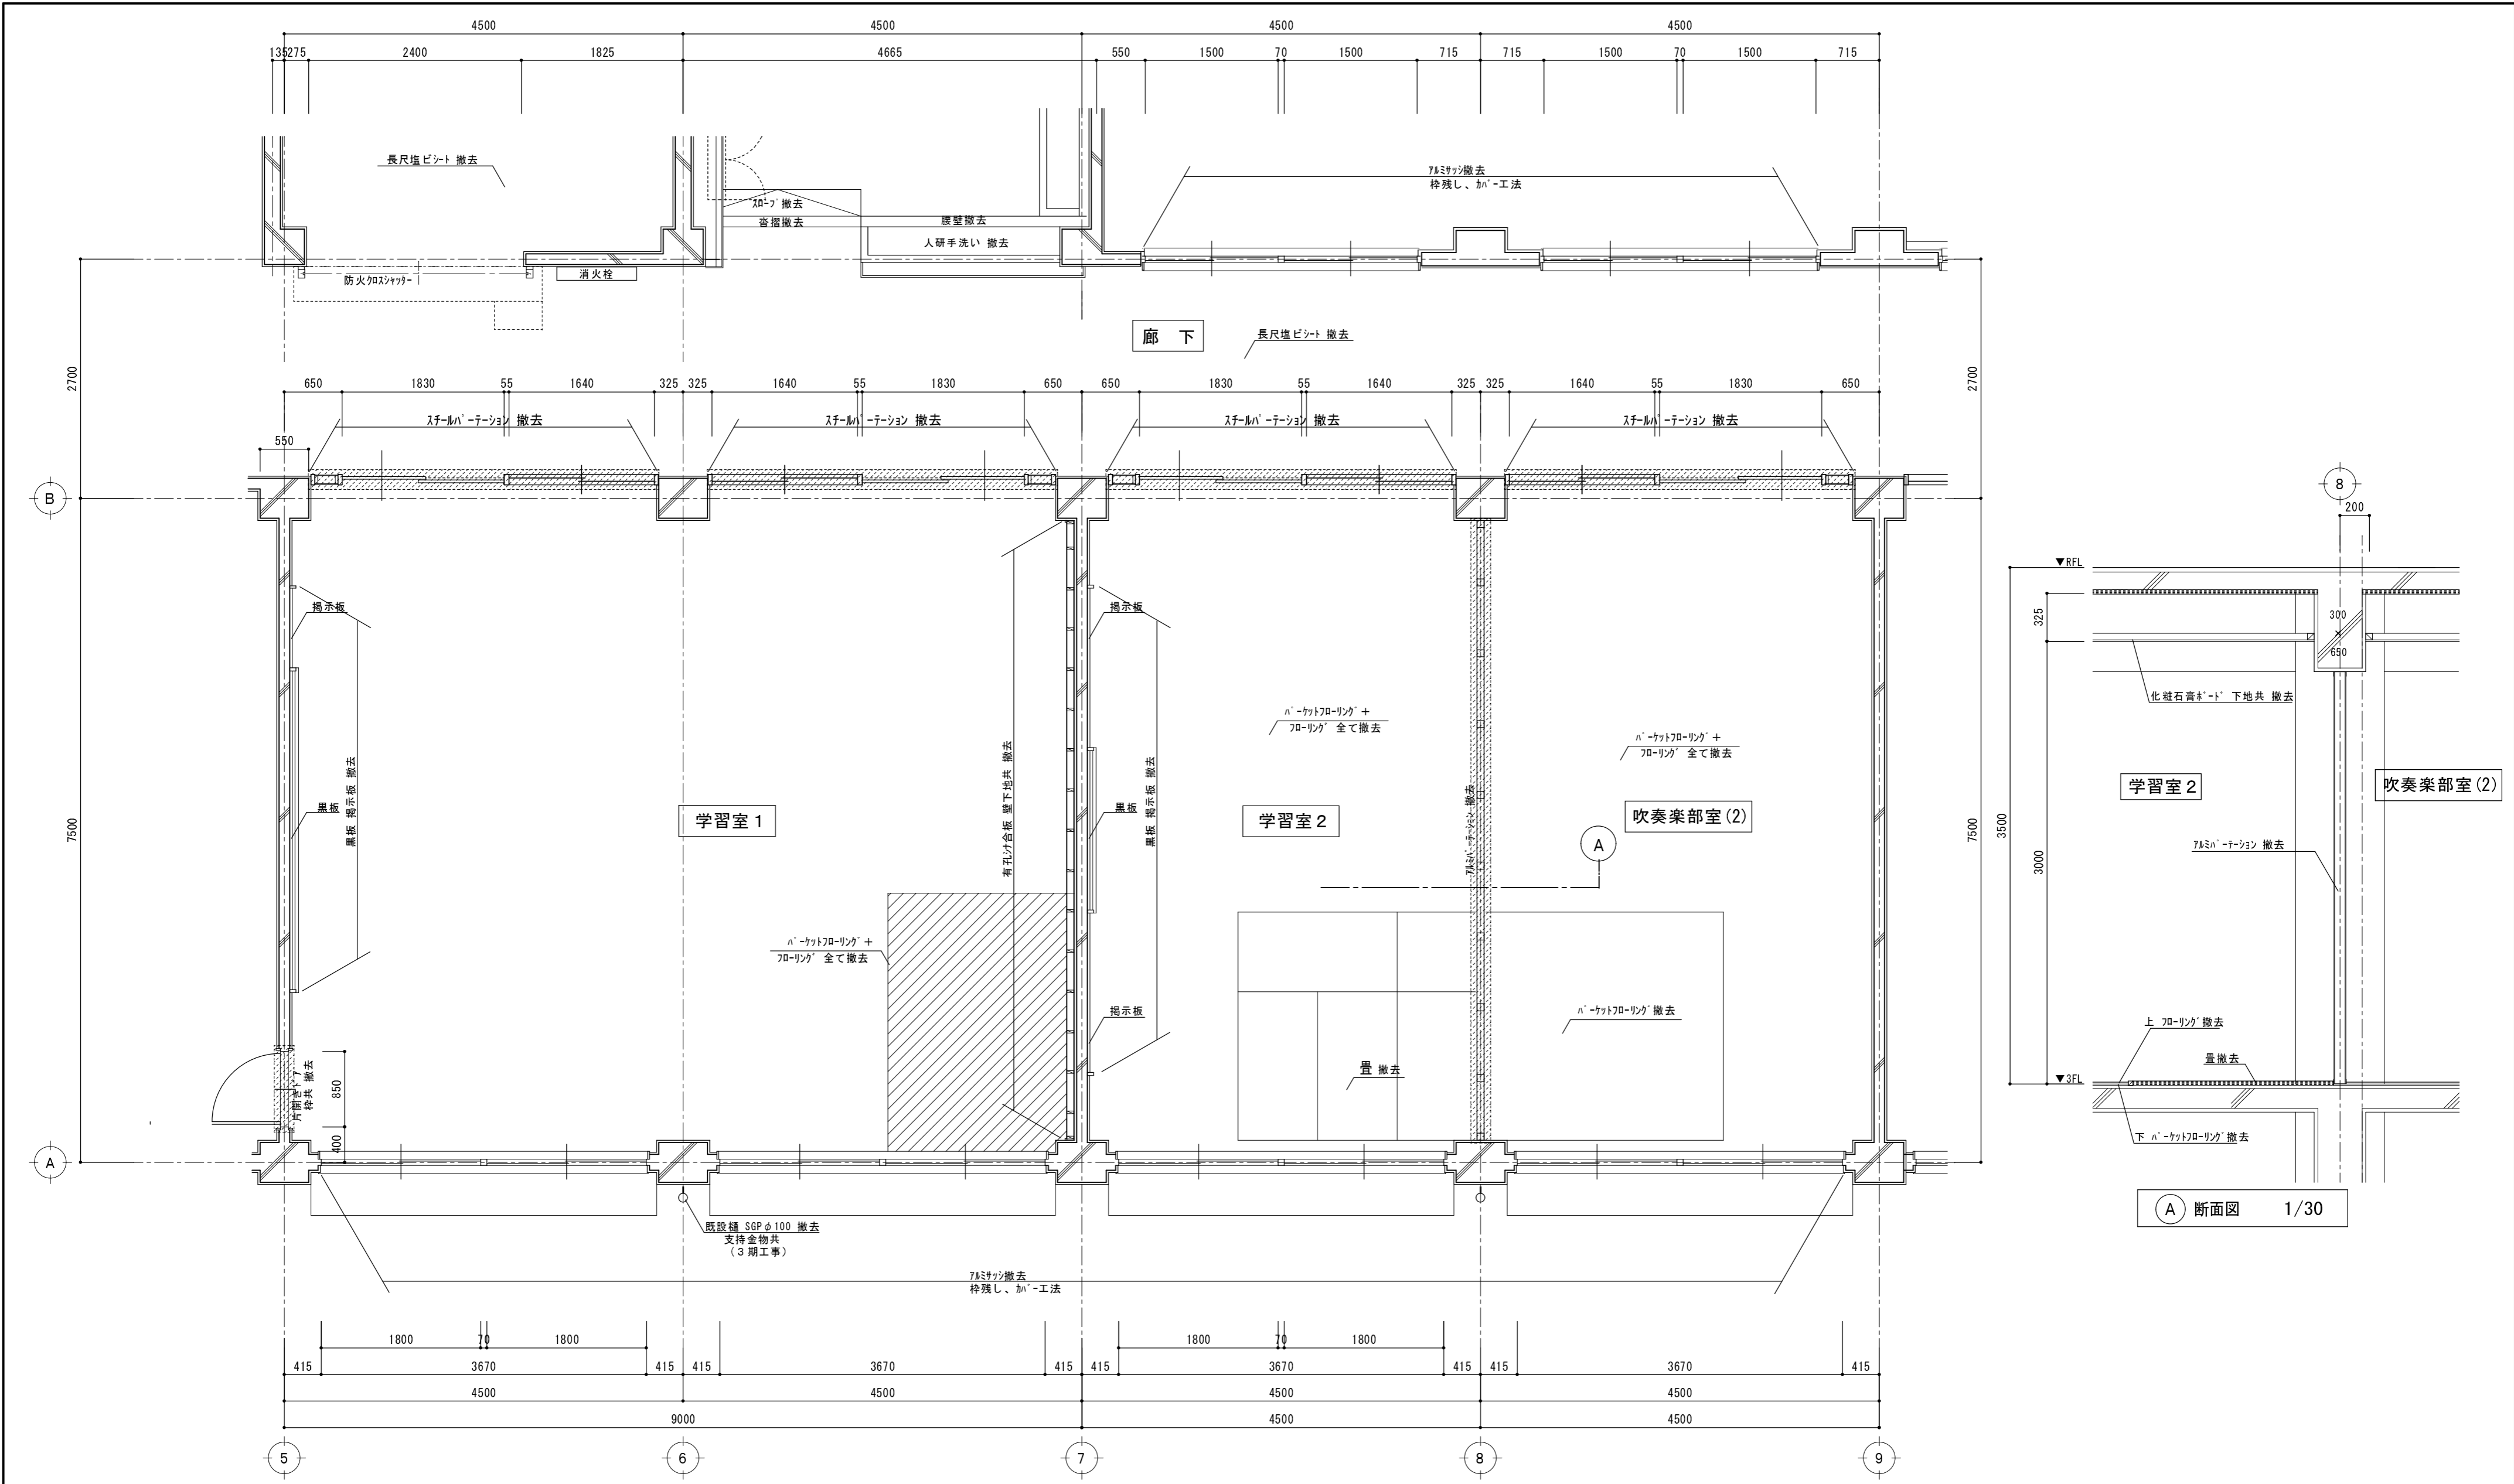 4500 4500 4500 4500
135 275 2400 1825 4665 550 1500 70 1500 715 715 1500 70 1500 715
長尺塩ビシート 撤去
スロープ撤去
沓摺撤去
腰壁撤去
人研手洗い 撤去
アルミサッシ撤去
枠残し、カバー工法
防火クロスシャッター
消火栓
廊 下
長尺塩ビシート 撤去
2700
2700
650 1830 55 1640 325 325 1640 55 1830 650 650 1830 55 1640 325 325 1640 55 1830 650
スチールパーテーション 撤去
スチールパーテーション 撤去
スチールパーテーション 撤去
スチールパーテーション 撤去
550
B
掲示板
黒板 掲示板 撤去
黒板
学習室1
有孔シナ合板 壁下地共 撤去
パーケットフローリング+
フローリング 全て撤去
掲示板
黒板 掲示板 撤去
黒板
掲示板
パーケットフローリング+
フローリング 全て撤去
学習室2
アルミパーテーション 撤去
パーケットフローリング+
フローリング 全て撤去
吹奏楽部室(2)
A
パーケットフローリング撤去
畳 撤去
7500
7500
片開きドア
枠共 撤去
850
400
A
既設樋 SGPφ100 撤去
支持金物共
(3期工事)
アルミサッシ撤去
枠残し、カバー工法
1800 70 1800 1800 70 1800
415 3670 415 415 3670 415 415 3670 415 415 3670 415
4500 4500 4500 4500
9000 4500 4500
5 6 7 8 9
8
200
▼RFL
325
300
×
650
化粧石膏ボード 下地共 撤去
学習室2
吹奏楽部室(2)
3500
3000
アルミパーテーション 撤去
上 フローリング撤去
畳撤去
▼3FL
下 パーケットフローリング撤去
A 断面図 1/30